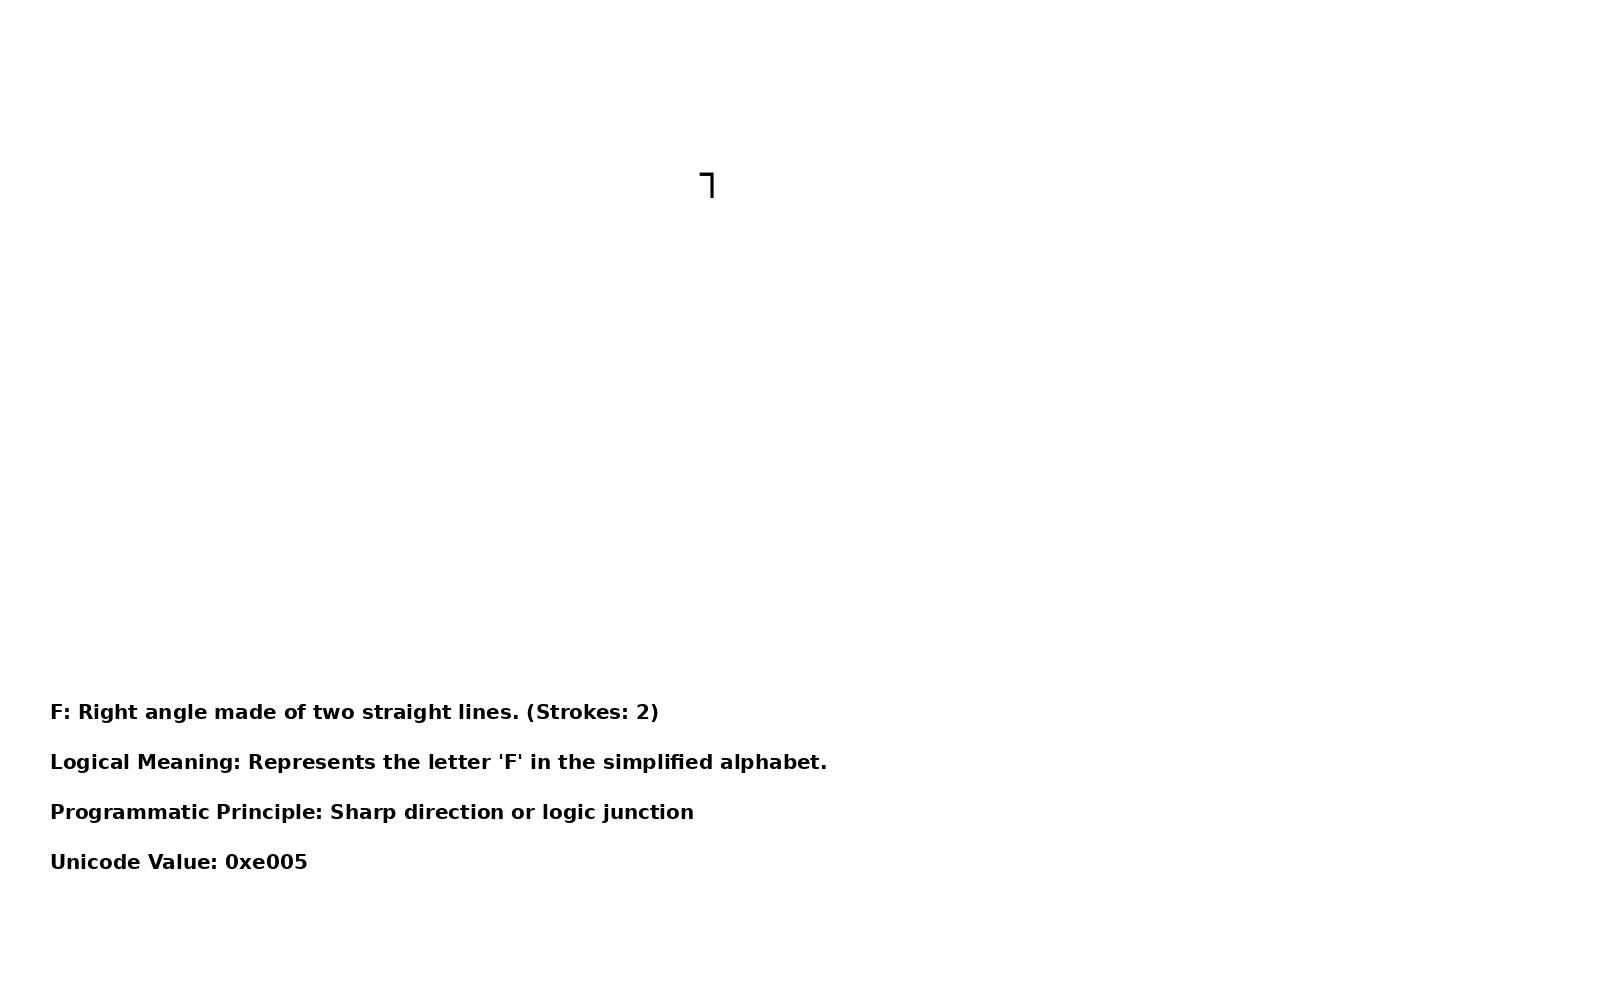 ┐
F: Right angle made of two straight lines. (Strokes: 2)
Logical Meaning: Represents the letter 'F' in the simplified alphabet.
Programmatic Principle: Sharp direction or logic junction
Unicode Value: 0xe005